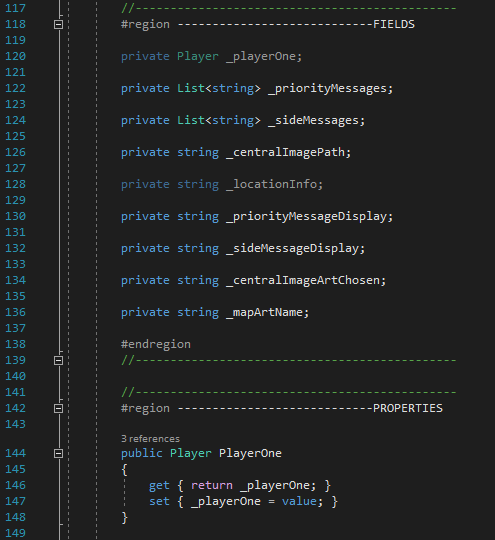 117 //----------------------------------------------
118 #region ----------------------------FIELDS
119
120 private Player _playerOne;
121
122 private List<string> _priorityMessages;
123
124 private List<string> _sideMessages;
125
126 private string _centralImagePath;
127
128 private string _locationInfo;
129
130 private string _priorityMessageDisplay;
131
132 private string _sideMessageDisplay;
133
134 private string _centralImageArtChosen;
135
136 private string _mapArtName;
137
138 #endregion
139 //----------------------------------------------
140
141 //----------------------------------------------
142 #region ----------------------------PROPERTIES
143
3 references
144 public Player PlayerOne
145 {
146 get { return _playerOne; }
147 set { _playerOne = value; }
148 }
149